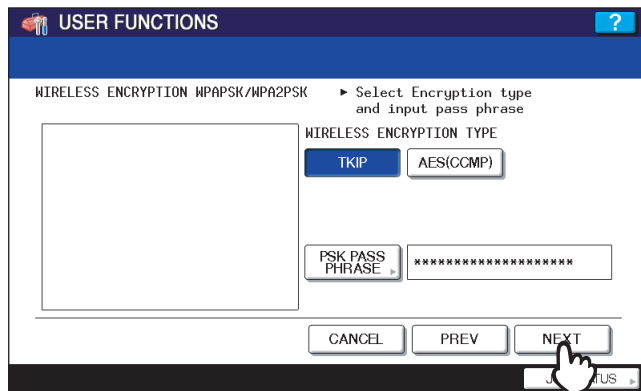 USER FUNCTIONS
?
WIRELESS ENCRYPTION WPAPSK/WPA2PSK
► Select Encryption type
and input pass phrase
WIRELESS ENCRYPTION TYPE
TKIP
AES(CCMP)
PSK PASS
PHRASE
********************
CANCEL
PREV
NEXT